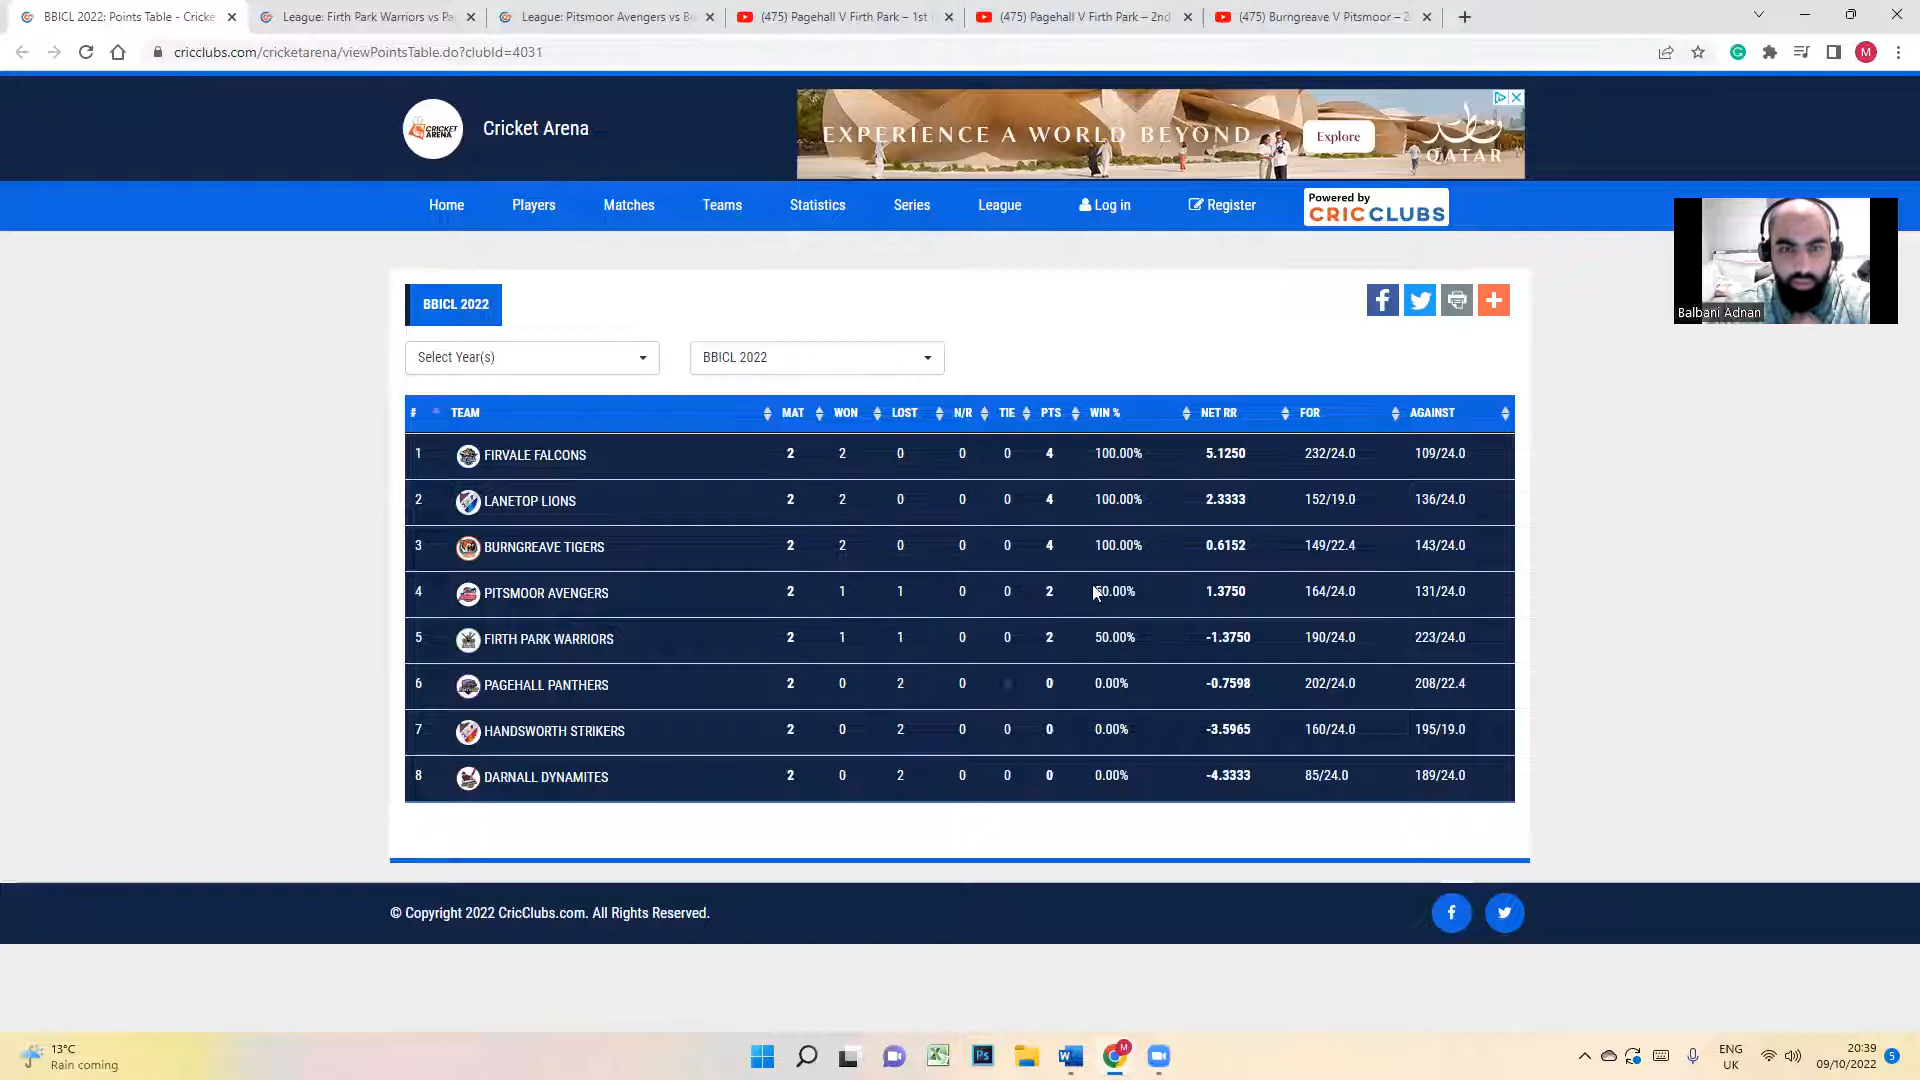 BBICL 2022: Points Table - Cricke
League: Firth Park Warriors vs Pa
League: Pitsmoor Avengers vs Bu
(475) Pagehall V Firth Park – 1st
(475) Pagehall V Firth Park – 2nd
(475) Burngreave V Pitsmoor – 2
cricclubs.com/cricketarena/viewPointsTable.do?clubId=4031
M
CRICKET ARENA
Cricket Arena
EXPERIENCE A WORLD BEYOND
Explore
QATAR
Home Players Matches Teams Statistics Series League Log in Register
Powered by
CRICCLUBS
Balbani Adnan
BBICL 2022
Select Year(s)
BBICL 2022
# TEAM MAT WON LOST N/R TIE PTS WIN % NET RR FOR AGAINST
1 FIRVALE FALCONS 2 2 0 0 0 4 100.00% 5.1250 232/24.0 109/24.0
2 LANETOP LIONS 2 2 0 0 0 4 100.00% 2.3333 152/19.0 136/24.0
3 BURNGREAVE TIGERS 2 2 0 0 0 4 100.00% 0.6152 149/22.4 143/24.0
4 PITSMOOR AVENGERS 2 1 1 0 0 2 50.00% 1.3750 164/24.0 131/24.0
5 FIRTH PARK WARRIORS 2 1 1 0 0 2 50.00% -1.3750 190/24.0 223/24.0
6 PAGEHALL PANTHERS 2 0 2 0 0 0.00% -0.7598 202/24.0 208/22.4
7 HANDSWORTH STRIKERS 2 0 2 0 0 0 0.00% -3.5965 160/24.0 195/19.0
8 DARNALL DYNAMITES 2 0 2 0 0 0 0.00% -4.3333 85/24.0 189/24.0
© Copyright 2022 CricClubs.com. All Rights Reserved.
13°C
Rain coming
Ps
M
ENG
UK
20:39
09/10/2022
5